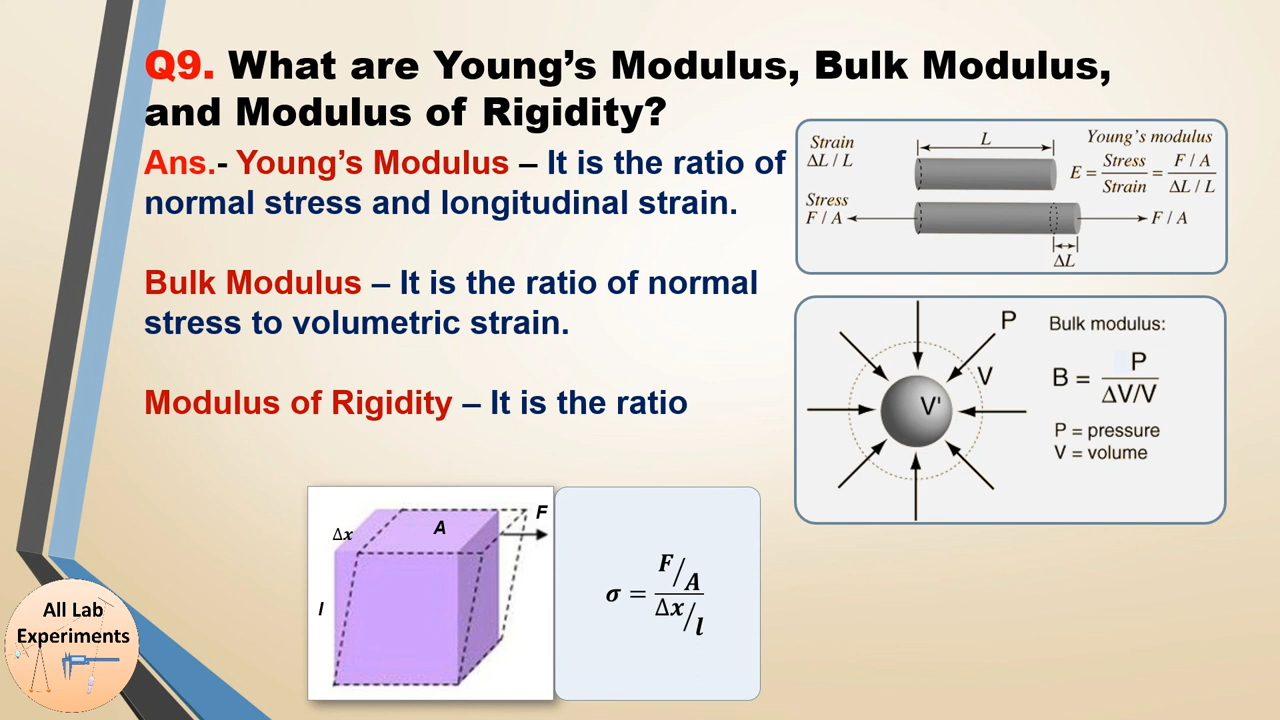 Q9. What are Young's Modulus, Bulk Modulus,
and Modulus of Rigidity?
Ans.- Young's Modulus – It is the ratio of
normal stress and longitudinal strain.
Bulk Modulus – It is the ratio of normal
stress to volumetric strain.
Modulus of Rigidity – It is the ratio
Strain
ΔL / L
L
Young's modulus
E = Stress/Strain = F / A / ΔL / L
Stress
F / A
F / A
ΔL
P
V
V'
Bulk modulus:
B = P / ΔV/V
P = pressure
V = volume
Δx
A
F
l
σ = F/A / Δx/l
All Lab
Experiments